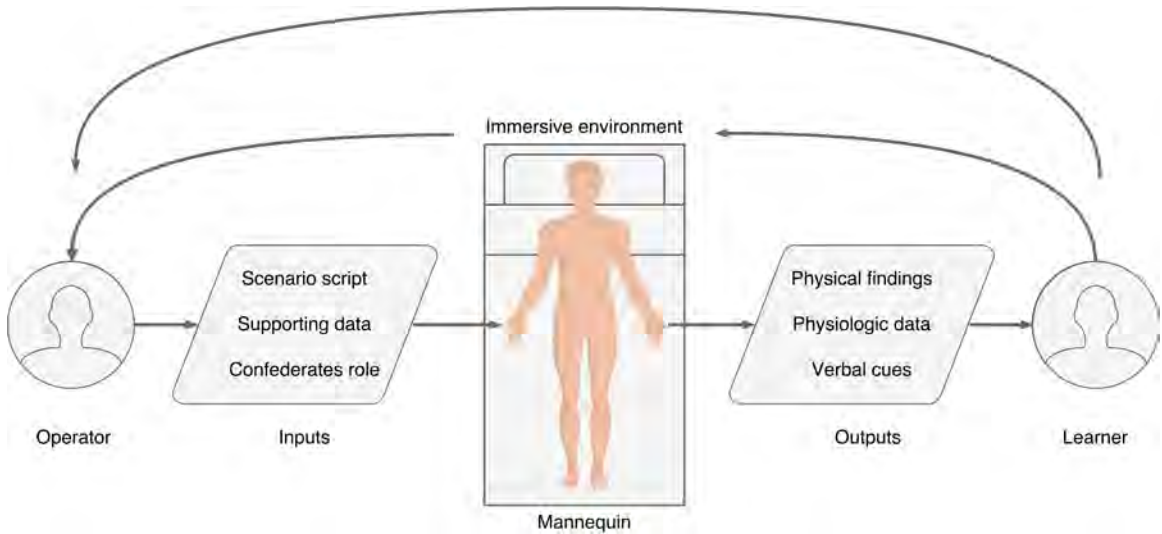 Immersive environment
Scenario script
Supporting data
Confederates role
Physical findings
Physiologic data
Verbal cues
Operator
Inputs
Mannequin
Outputs
Learner